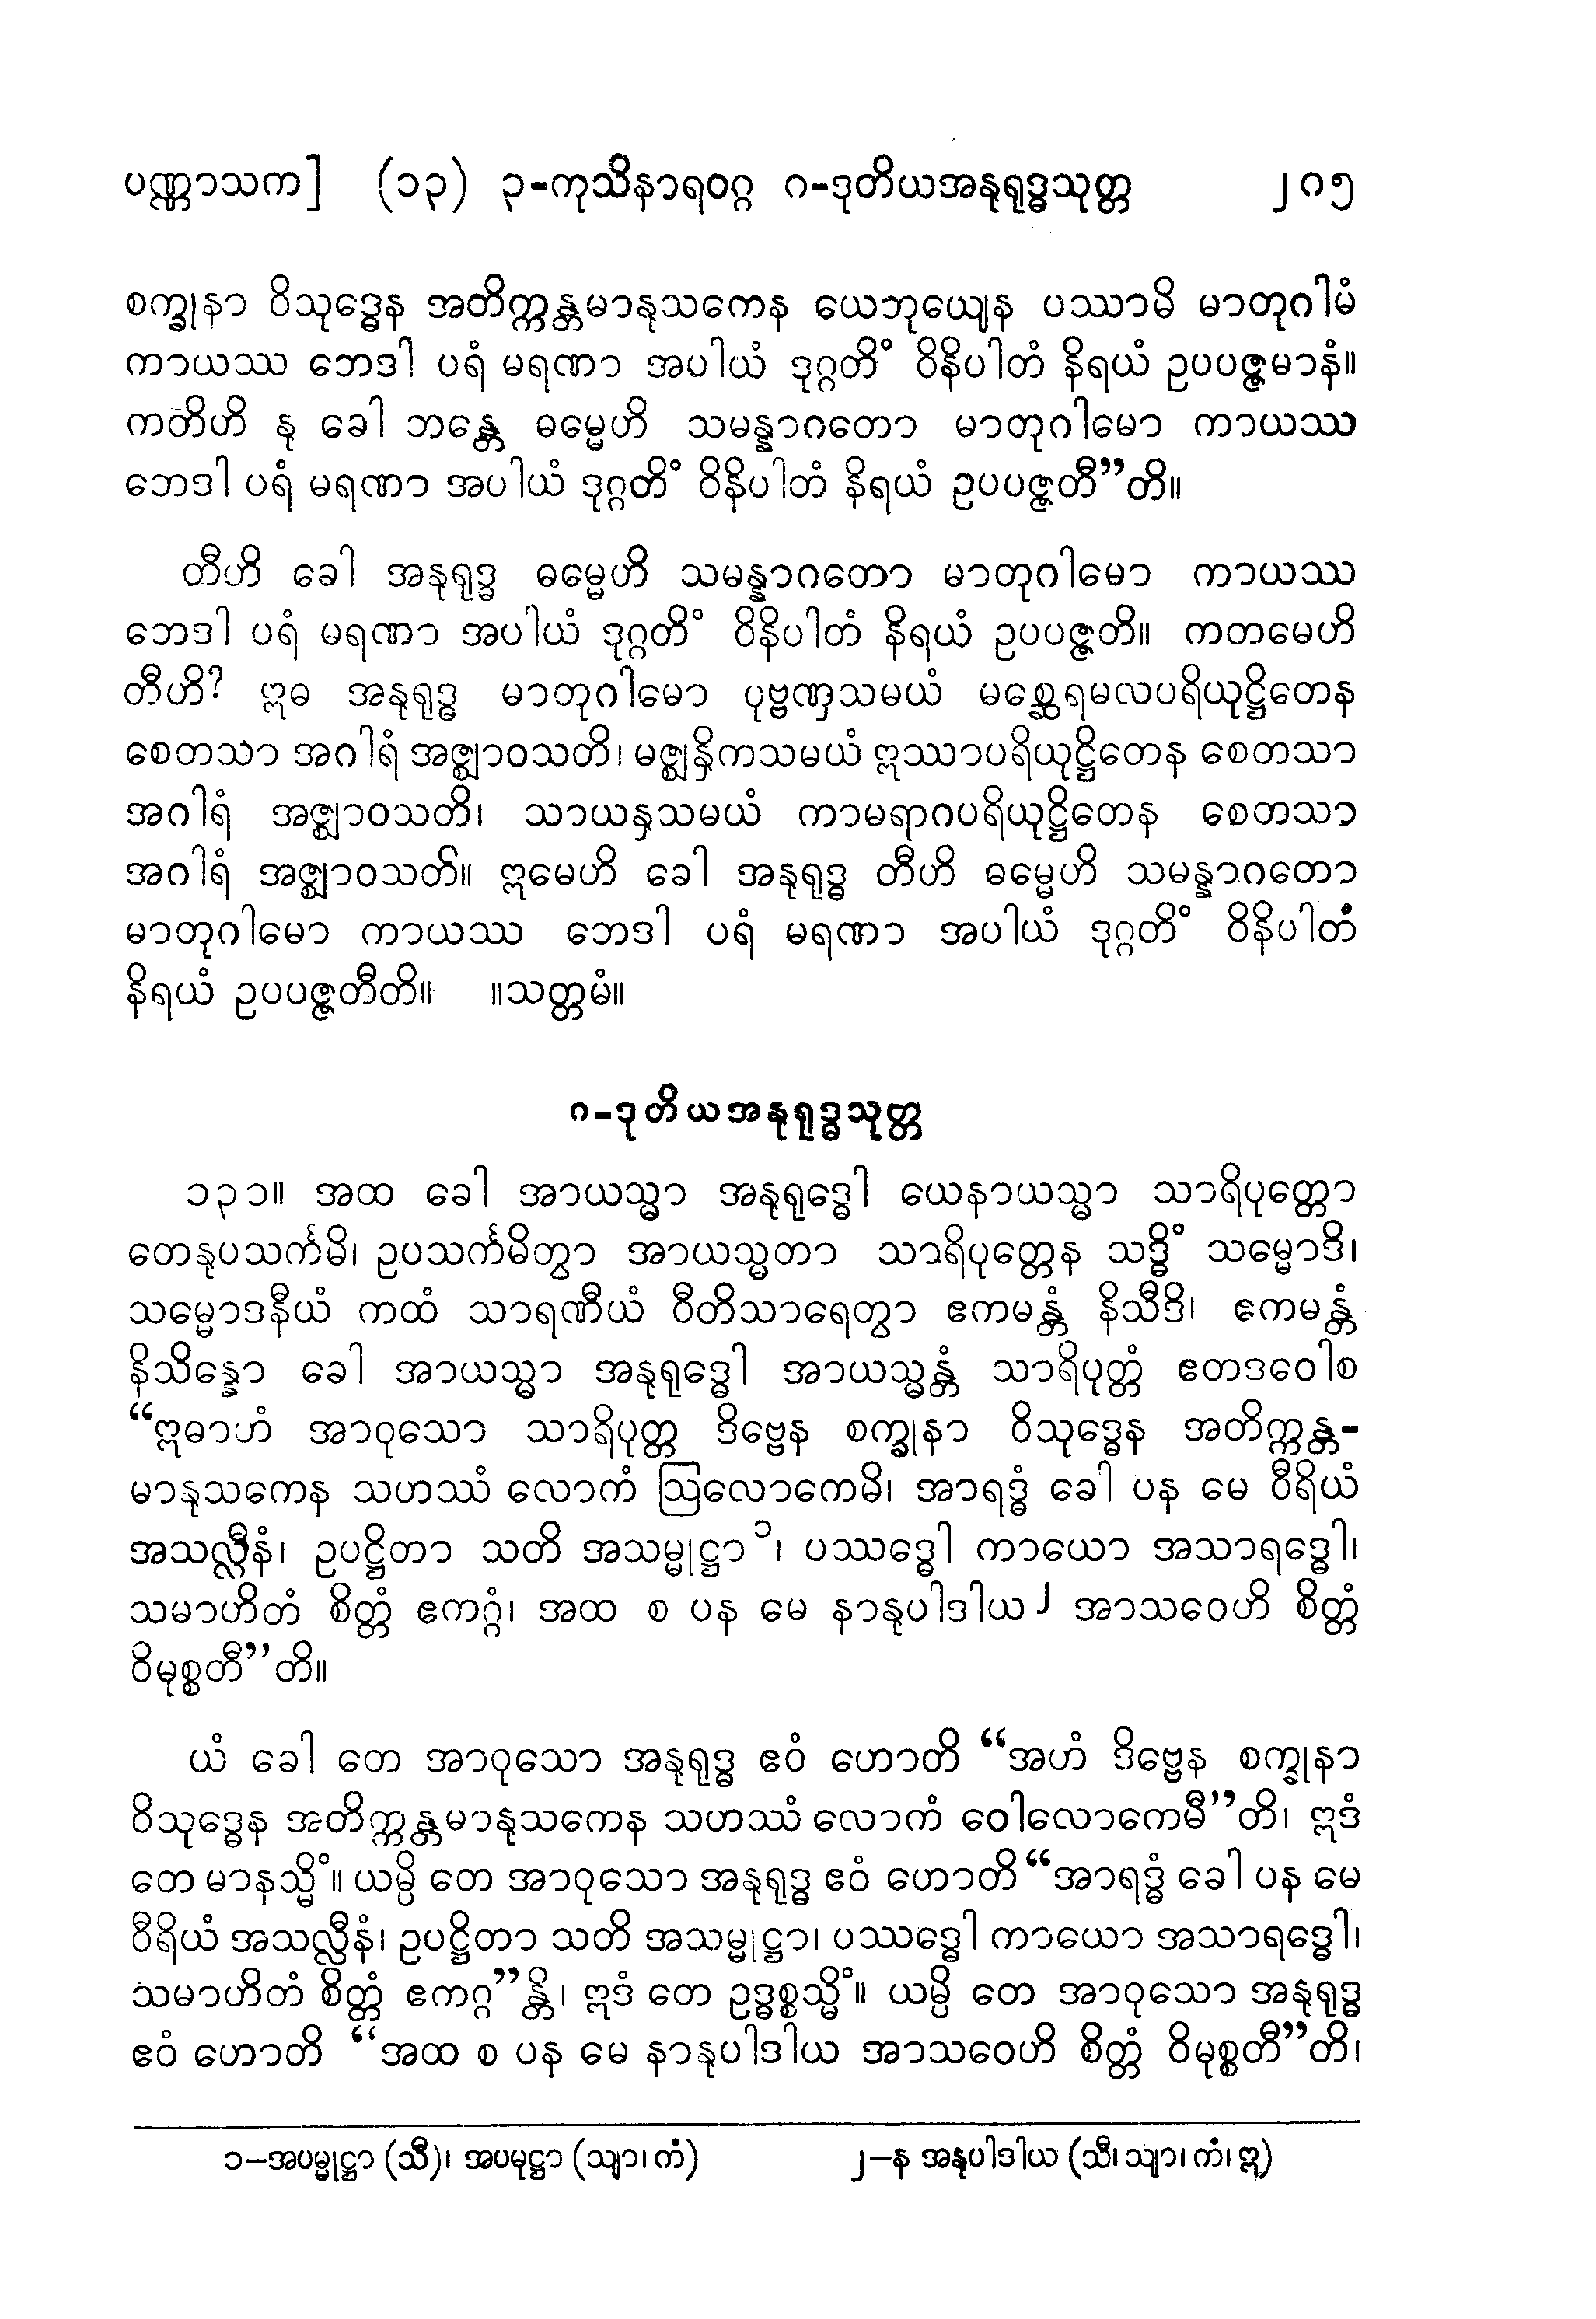 ပဏ္ဏာသက]    (၁၃) ၃-ကုသိနာရဝဂ္ဂ ဂ-ဒုတိယအနုရုဒ္ဓသုတ္တ    ၂၈၅
စက္ခုနာ ဝိသုဒ္ဓေန အတိက္ကန္တမာနုသကေန ယေဘုယျေန ပဿာမိ မာတုဂါမံ
ကာယဿ ဘေဒါ ပရံ မရဏာ အပါယံ ဒုဂ္ဂတိံ ဝိနိပါတံ နိရယံ ဥပပဇ္ဇမာနံ။
ကတိဟိ နု ခေါ ဘန္တေ ဓမ္မေဟိ သမန္နာဂတော မာတုဂါမော ကာယဿ
ဘေဒါ ပရံ မရဏာ အပါယံ ဒုဂ္ဂတိံ ဝိနိပါတံ နိရယံ ဥပပဇ္ဇတီ”တိ။
တီဟိ ခေါ အနုရုဒ္ဓ ဓမ္မေဟိ သမန္နာဂတော မာတုဂါမော ကာယဿ
ဘေဒါ ပရံ မရဏာ အပါယံ ဒုဂ္ဂတိံ ဝိနိပါတံ နိရယံ ဥပပဇ္ဇတိ။ ကတမေဟိ
တီဟိ? ဣဓ အနုရုဒ္ဓ မာတုဂါမော ပုဗ္ဗဏှသမယံ မစ္ဆေရမလပရိယုဋ္ဌိတေန
စေတသာ အဂါရံ အဇ္ဈာဝသတိ၊ မဇ္ဈနှိကသမယံ ဣဿာပရိယုဋ္ဌိတေန စေတသာ
အဂါရံ အဇ္ဈာဝသတိ၊ သာယနှသမယံ ကာမရာဂပရိယုဋ္ဌိတေန စေတသာ
အဂါရံ အဇ္ဈာဝသတိ။ ဣမေဟိ ခေါ အနုရုဒ္ဓ တီဟိ ဓမ္မေဟိ သမန္နာဂတော
မာတုဂါမော ကာယဿ ဘေဒါ ပရံ မရဏာ အပါယံ ဒုဂ္ဂတိံ ဝိနိပါတံ
နိရယံ ဥပပဇ္ဇတီတိ။    ။သတ္တမံ။
ဂ-ဒုတိယအနုရုဒ္ဓသုတ္တ
၁၃၁။ အထ ခေါ အာယသ္မာ အနုရုဒ္ဓေါ ယေနာယသ္မာ သာရိပုတ္တော
တေနုပသင်္ကမိ၊ ဥပသင်္ကမိတွာ အာယသ္မတာ သာရိပုတ္တေန သဒ္ဓိံ သမ္မောဒိ၊
သမ္မောဒနီယံ ကထံ သာရဏီယံ ဝီတိသာရေတွာ ဧကမန္တံ နိသီဒိ၊ ဧကမန္တံ
နိသိန္နော ခေါ အာယသ္မာ အနုရုဒ္ဓေါ အာယသ္မန္တံ သာရိပုတ္တံ ဧတဒဝေါစ
“ဣဓာဟံ အာဝုသော သာရိပုတ္တ ဒိဗ္ဗေန စက္ခုနာ ဝိသုဒ္ဓေန အတိက္ကန္တ-
မာနုသကေန သဟဿံ လောကံ ဩလောကေမိ၊ အာရဒ္ဓံ ခေါ ပန မေ ဝီရိယံ
အသလ္လီနံ၊ ဥပဋ္ဌိတာ သတိ အသမ္မုဋ္ဌာ၁၊ ပဿဒ္ဓေါ ကာယော အသာရဒ္ဓေါ၊
သမာဟိတံ စိတ္တံ ဧကဂ္ဂံ၊ အထ စ ပန မေ နာနုပါဒါယ၂ အာသဝေဟိ စိတ္တံ
ဝိမုစ္စတီ”တိ။
ယံ ခေါ တေ အာဝုသော အနုရုဒ္ဓ ဧဝံ ဟောတိ “အဟံ ဒိဗ္ဗေန စက္ခုနာ
ဝိသုဒ္ဓေန အတိက္ကန္တမာနုသကေန သဟဿံ လောကံ ဝေါလောကေမီ”တိ၊ ဣဒံ
တေ မာနသ္မိံ။ ယမ္ပိ တေ အာဝုသော အနုရုဒ္ဓ ဧဝံ ဟောတိ “အာရဒ္ဓံ ခေါ ပန မေ
ဝီရိယံ အသလ္လီနံ၊ ဥပဋ္ဌိတာ သတိ အသမ္မုဋ္ဌာ၊ ပဿဒ္ဓေါ ကာယော အသာရဒ္ဓေါ၊
သမာဟိတံ စိတ္တံ ဧကဂ္ဂ”န္တိ၊ ဣဒံ တေ ဥဒ္ဓစ္စသ္မိံ။ ယမ္ပိ တေ အာဝုသော အနုရုဒ္ဓ
ဧဝံ ဟောတိ “အထ စ ပန မေ နာနုပါဒါယ အာသဝေဟိ စိတ္တံ ဝိမုစ္စတီ”တိ၊
၁–အပမ္မုဋ္ဌာ (သီ)၊ အပမုဋ္ဌာ (သျာ၊ ကံ)    ၂–န အနုပါဒါယ (သီ၊ သျာ၊ ကံ၊ ဣ)